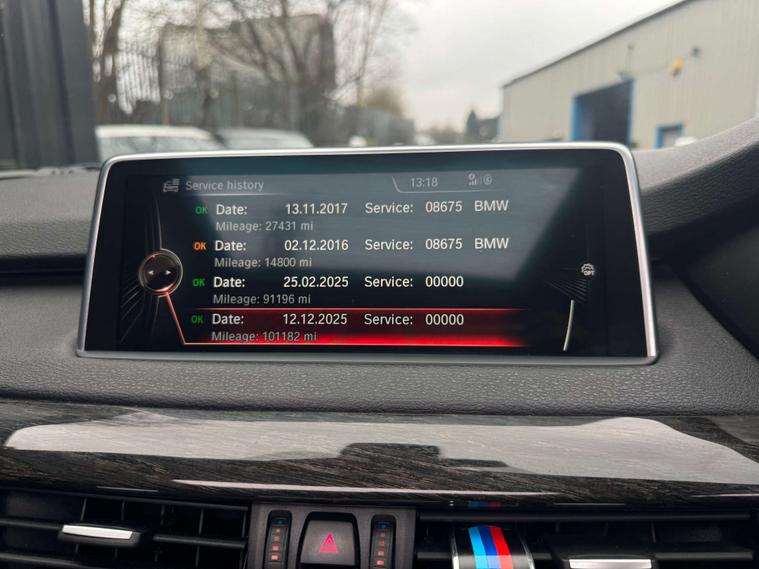 Service history 13:18
OK Date: 13.11.2017 Service: 08675 BMW
Mileage: 27431 mi
OK Date: 02.12.2016 Service: 08675 BMW
Mileage: 14800 mi
OK Date: 25.02.2025 Service: 00000
Mileage: 91196 mi
OK Date: 12.12.2025 Service: 00000
Mileage: 101182 mi
OPT